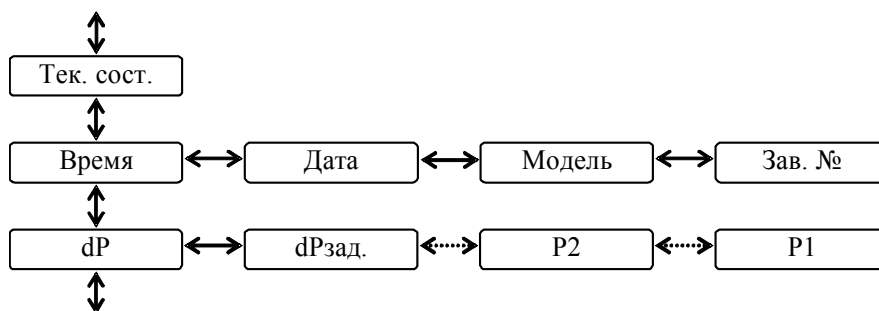 Тек. сост.
Время
Дата
Модель
Зав. №
dP
dPзад.
P2
P1